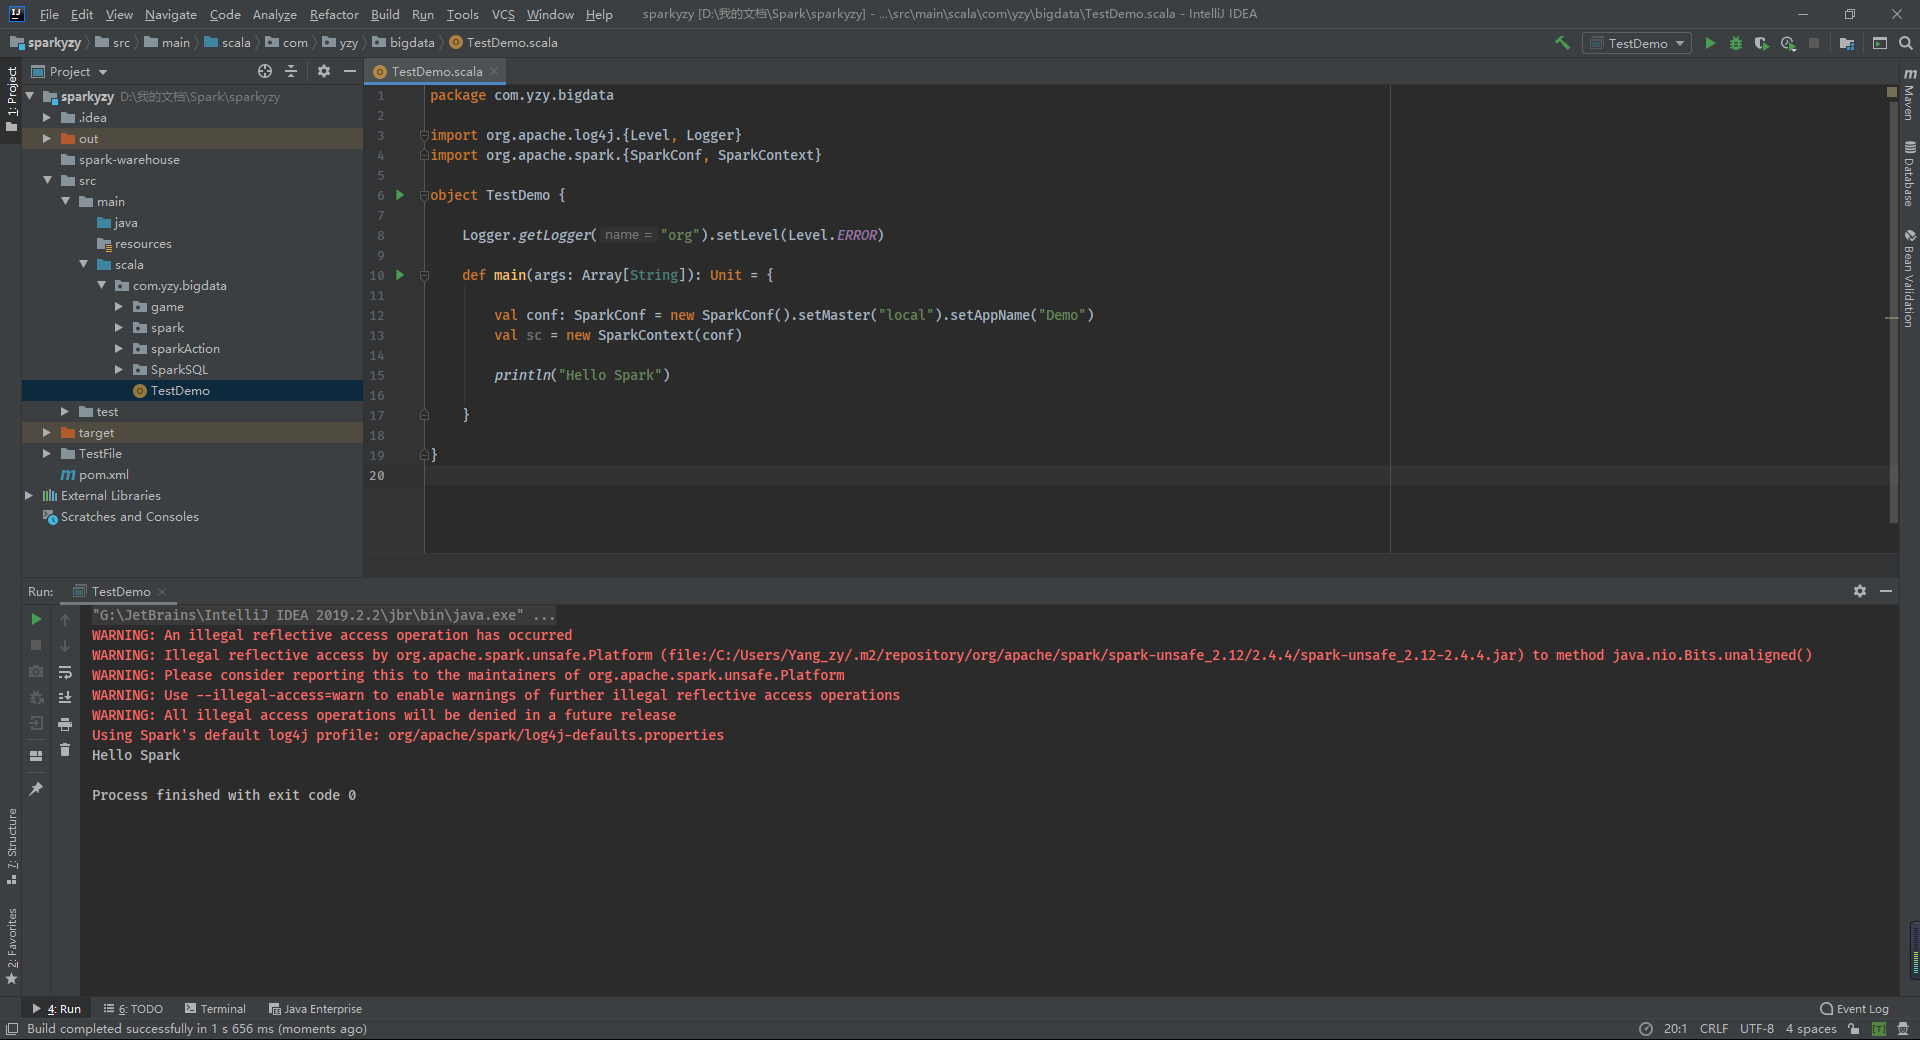 File Edit View Navigate Code Analyze Refactor Build Run Tools VCS Window Help sparkyzy [D:\我的文档\Spark\sparkyzy] - ...\src\main\scala\com\yzy\bigdata\TestDemo.scala - IntelliJ IDEA
sparkyzy src main scala com yzy bigdata TestDemo.scala TestDemo
1: Project
Project
sparkyzy D:\我的文档\Spark\sparkyzy
.idea
out
spark-warehouse
src
main
java
resources
scala
com.yzy.bigdata
game
spark
sparkAction
SparkSQL
TestDemo
test
target
TestFile
pom.xml
External Libraries
Scratches and Consoles
TestDemo.scala
1 package com.yzy.bigdata
2
3 import org.apache.log4j.{Level, Logger}
4 import org.apache.spark.{SparkConf, SparkContext}
5
6 object TestDemo {
7
8 Logger.getLogger( name = "org").setLevel(Level.ERROR)
9
10 def main(args: Array[String]): Unit = {
11
12 val conf: SparkConf = new SparkConf().setMaster("local").setAppName("Demo")
13 val sc = new SparkContext(conf)
14
15 println("Hello Spark")
16
17 }
18
19 }
20
Maven
Database
Bean Validation
Run: TestDemo
"G:\JetBrains\IntelliJ IDEA 2019.2.2\jbr\bin\java.exe" ...
WARNING: An illegal reflective access operation has occurred
WARNING: Illegal reflective access by org.apache.spark.unsafe.Platform (file:/C:/Users/Yang_zy/.m2/repository/org/apache/spark/spark-unsafe_2.12/2.4.4/spark-unsafe_2.12-2.4.4.jar) to method java.nio.Bits.unaligned()
WARNING: Please consider reporting this to the maintainers of org.apache.spark.unsafe.Platform
WARNING: Use --illegal-access=warn to enable warnings of further illegal reflective access operations
WARNING: All illegal access operations will be denied in a future release
Using Spark's default log4j profile: org/apache/spark/log4j-defaults.properties
Hello Spark
Process finished with exit code 0
7: Structure
2: Favorites
4: Run 6: TODO Terminal Java Enterprise Event Log
Build completed successfully in 1 s 656 ms (moments ago) 20:1 CRLF UTF-8 4 spaces